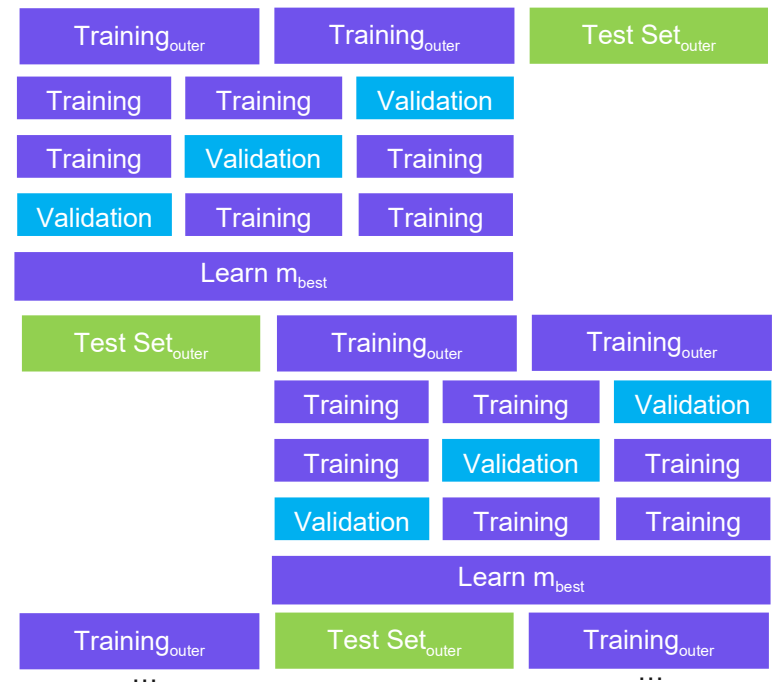 Training_outer Training_outer Test Set_outer
Training Training Validation
Training Validation Training
Validation Training Training
Learn m_best
Test Set_outer Training_outer Training_outer
Training Training Validation
Training Validation Training
Validation Training Training
Learn m_best
Training_outer Test Set_outer Training_outer
... ...